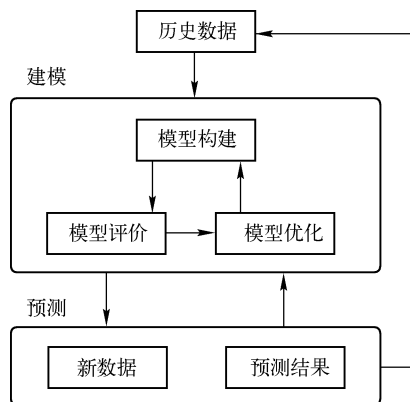 历史数据
建模
模型构建
模型评价
模型优化
预测
新数据
预测结果